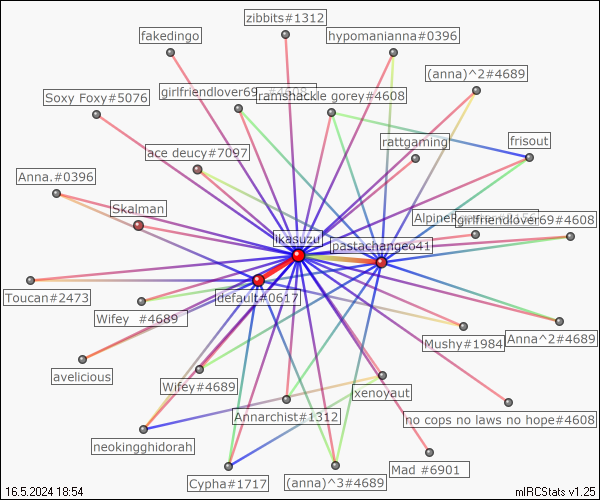 zibbits#1312
fakedingo
hypomanianna#0396
(anna)^2#4689
girlfriendlover69 #4608
ramshackle gorey#4608
Soxy Foxy#5076
rattgaming
frisout
ace deucy#7097
Anna.#0396
Skalman
girlfriendlover69#4608
ikasuzu
pastachange041
default#0617
Toucan#2473
Wifey #4689
Mushy#1984
Anna^2#4689
avelicious
Wifey#4689
xenoyaut
Annarchist#1312
no cops no laws no hope#4608
neokingghidorah
Mad #6901
Cypha#1717
(anna)^3#4689
16.5.2024 18:54
mIRCStats v1.25